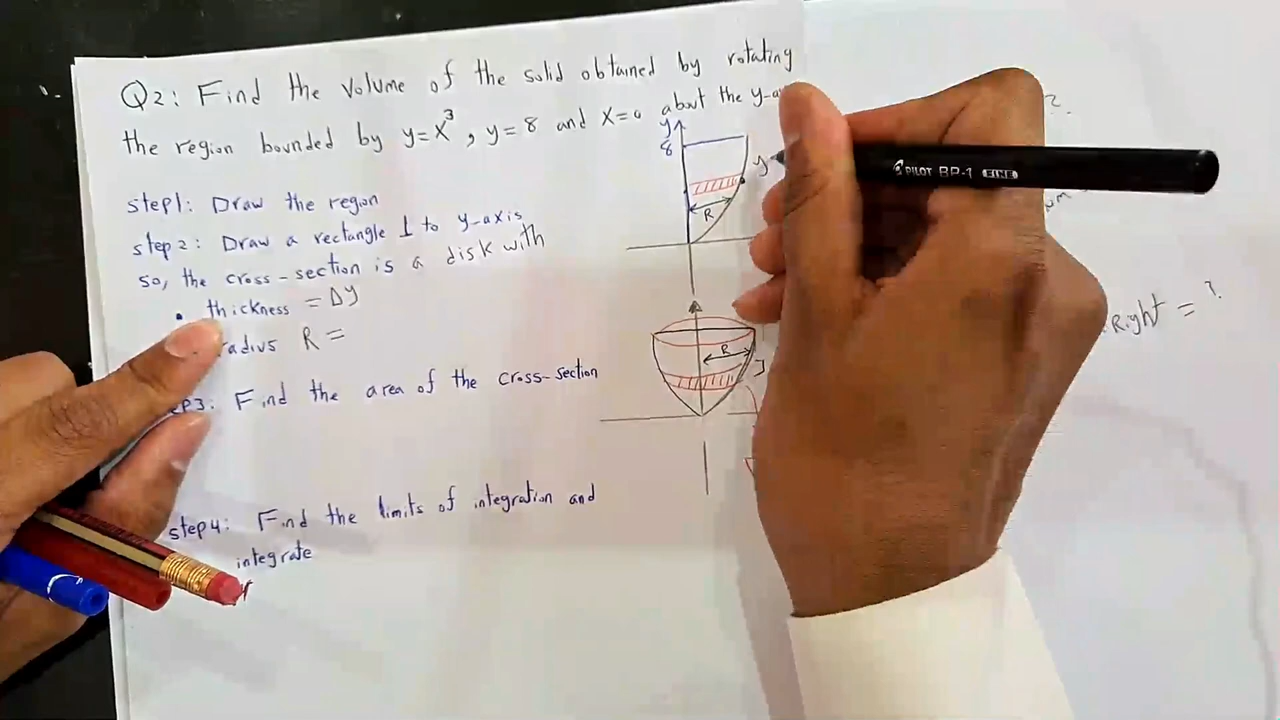 Q2: Find the volume of the solid obtained by rotating
the region bounded by y=x³, y=8 and x=0 about the
step1: Draw the region
step2: Draw a rectangle ⊥ to y-axis
so, the cross-section is a disk with
• thickness = Δy
radius R =
Find the area of the cross-section
step4: Find the limits of integration and
integrate
y
8
R
y
R
Right = ?
PILOT BP-1 FINE